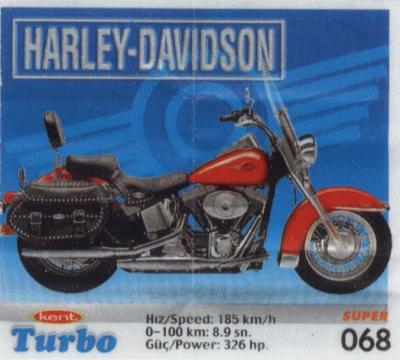 HARLEY-DAVIDSON
kent
Turbo
Hız/Speed: 185 km/h
0-100 km: 8.9 sn.
Güç/Power: 326 hp.
SUPER
068